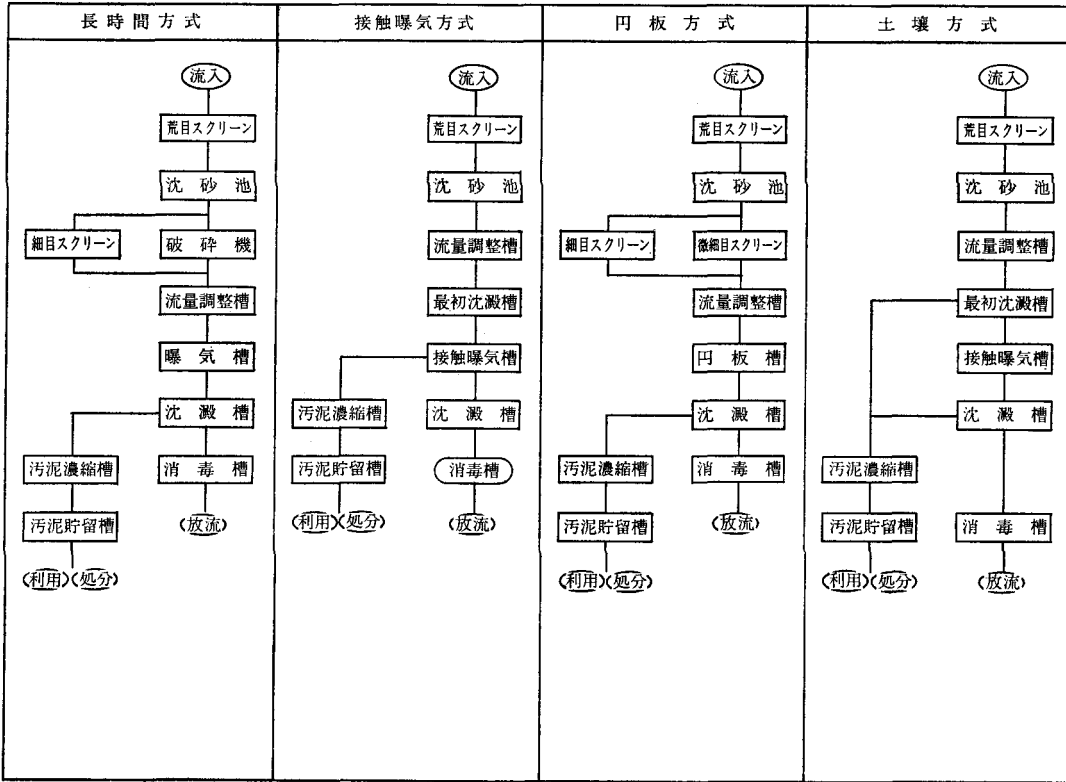 長時間方式
流入
荒目スクリーン
沈砂池
細目スクリーン
破砕機
流量調整槽
曝気槽
沈澱槽
汚泥濃縮槽
消毒槽
汚泥貯留槽
(放流)
(利用)(処分)
接触曝気方式
流入
荒目スクリーン
沈砂池
流量調整槽
最初沈澱槽
接触曝気槽
汚泥濃縮槽
沈澱槽
汚泥貯留槽
消毒槽
(利用)(処分)
(放流)
円板方式
流入
荒目スクリーン
沈砂池
細目スクリーン
微細目スクリーン
流量調整槽
円板槽
沈澱槽
汚泥濃縮槽
消毒槽
汚泥貯留槽
(放流)
(利用)(処分)
土壌方式
流入
荒目スクリーン
沈砂池
流量調整槽
最初沈澱槽
接触曝気槽
沈澱槽
汚泥濃縮槽
汚泥貯留槽
消毒槽
(利用)(処分)
(放流)